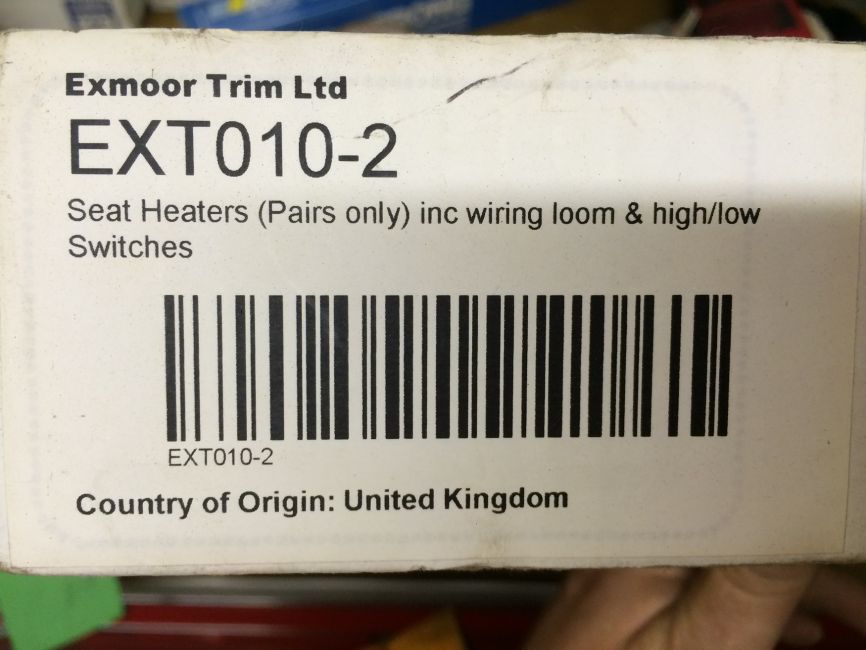 Exmoor Trim Ltd
EXT010-2
Seat Heaters (Pairs only) inc wiring loom & high/low
Switches
EXT010-2
Country of Origin: United Kingdom